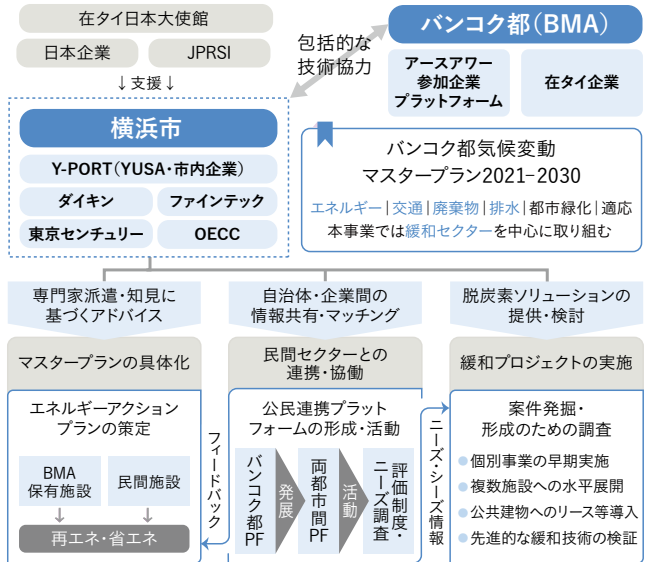 在タイ日本大使館
日本企業
JPRSI
↓支援↓
包括的な
技術協力
バンコク都(BMA)
アースアワー
参加企業
プラットフォーム
在タイ企業
横浜市
Y-PORT(YUSA・市内企業)
ダイキン
ファインテック
東京センチュリー
OECC
バンコク都気候変動
マスタープラン2021-2030
エネルギー|交通|廃棄物|排水|都市緑化|適応
本事業では緩和セクターを中心に取り組む
専門家派遣・知見に
基づくアドバイス
マスタープランの具体化
エネルギーアクション
プランの策定
BMA
保有施設
民間施設
再エネ・省エネ
フィードバック
自治体・企業間の
情報共有・マッチング
民間セクターとの
連携・協働
公民連携プラット
フォームの形成・活動
バンコク都PF
発展
両都市間PF
活動
評価制度・
ニーズ調査
ニーズ・シーズ情報
脱炭素ソリューションの
提供・検討
緩和プロジェクトの実施
案件発掘・
形成のための調査
●個別事業の早期実施
●複数施設への水平展開
●公共建物へのリース等導入
●先進的な緩和技術の検証